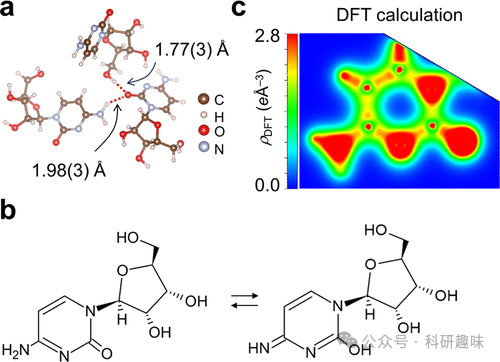 a
1.77(3) Å
1.98(3) Å
C
H
O
N
c
DFT calculation
2.8
ρDFT (eÅ−3)
0.0
b
HO
O
H
OH
OH
N
H2N
N
O
HO
O
H
OH
OH
N
HN
N
OH
公众号 · 科研趣味